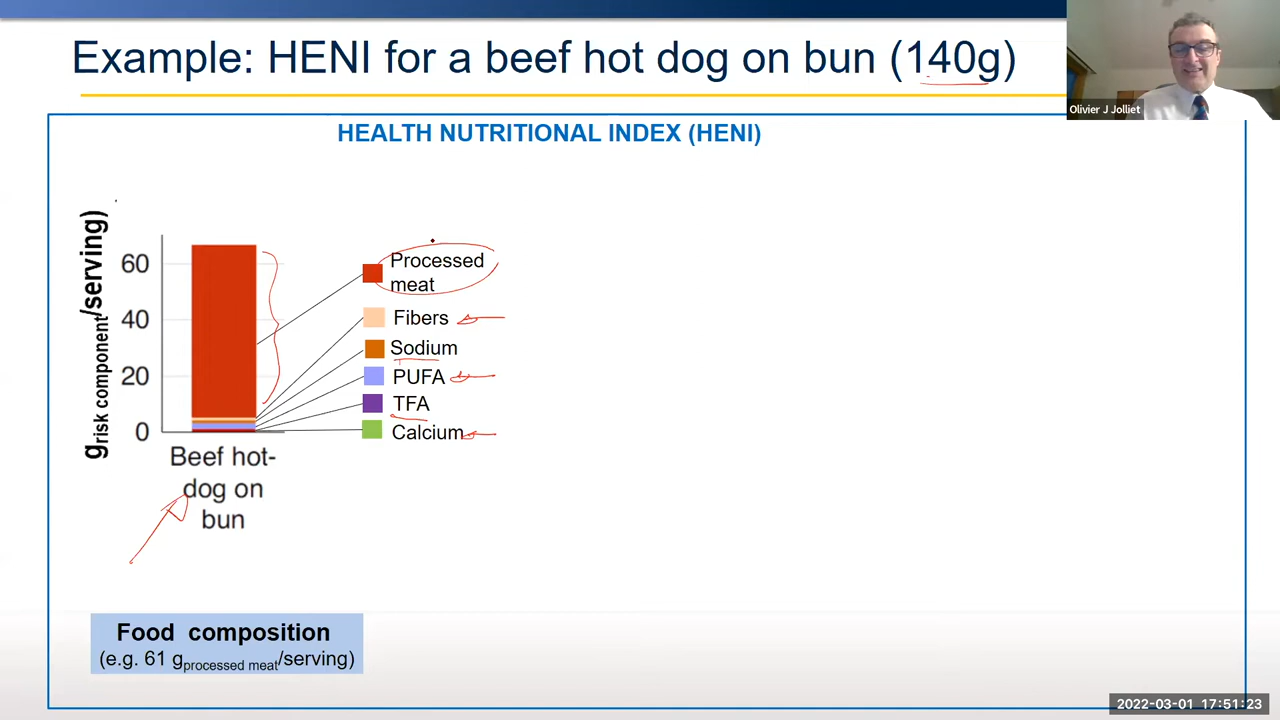 Example: HENI for a beef hot dog on bun (140g)
Olivier J Jolliet
HEALTH NUTRITIONAL INDEX (HENI)
grisk component/serving)
60
40
20
0
Beef hot-
dog on
bun
Processed
meat
Fibers
Sodium
PUFA
TFA
Calcium
Food composition
(e.g. 61 gprocessed meat/serving)
2022-03-01 17:51:23